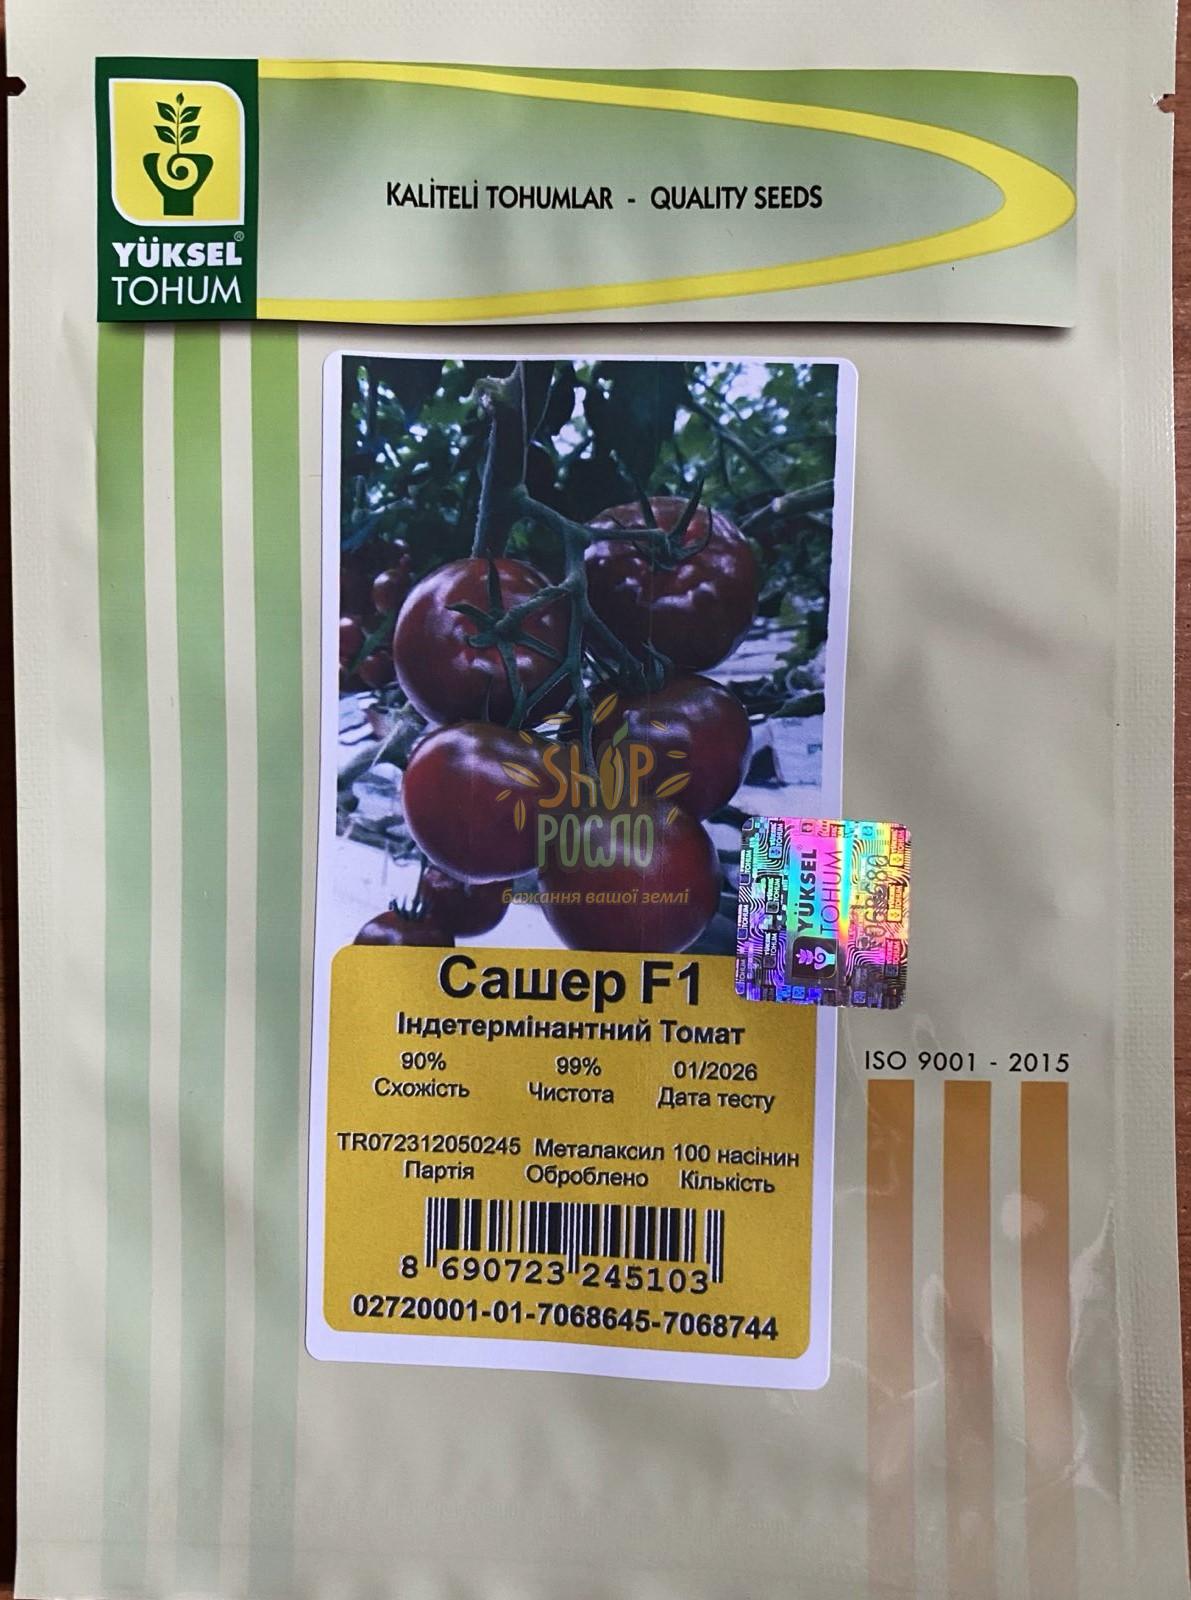 YÜKSEL®
TOHUM
KALİTELİ TOHUMLAR - QUALITY SEEDS
SHOP
РОСЛО
бажання вашої землі
YÜKSEL®
TOHUM
Сашер F1
Індетермінантний Томат
90% 99% 01/2026
Схожість Чистота Дата тесту
TR072312050245 Металаксил 100 насінин
Партія Оброблено Кількість
8 690723 245103
02720001-01-7068645-7068744
ISO 9001 - 2015